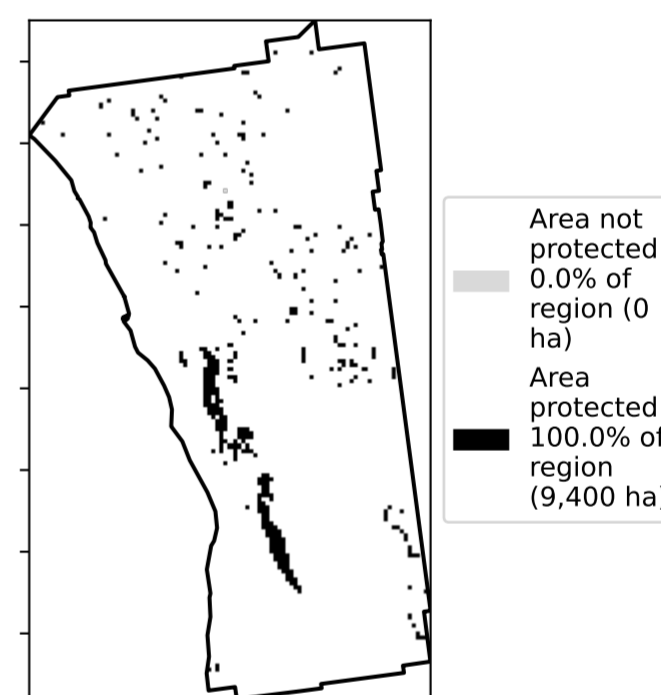 Area not
protected
0.0% of
region (0
ha)
Area
protected
100.0% of
region
(9,400 ha)